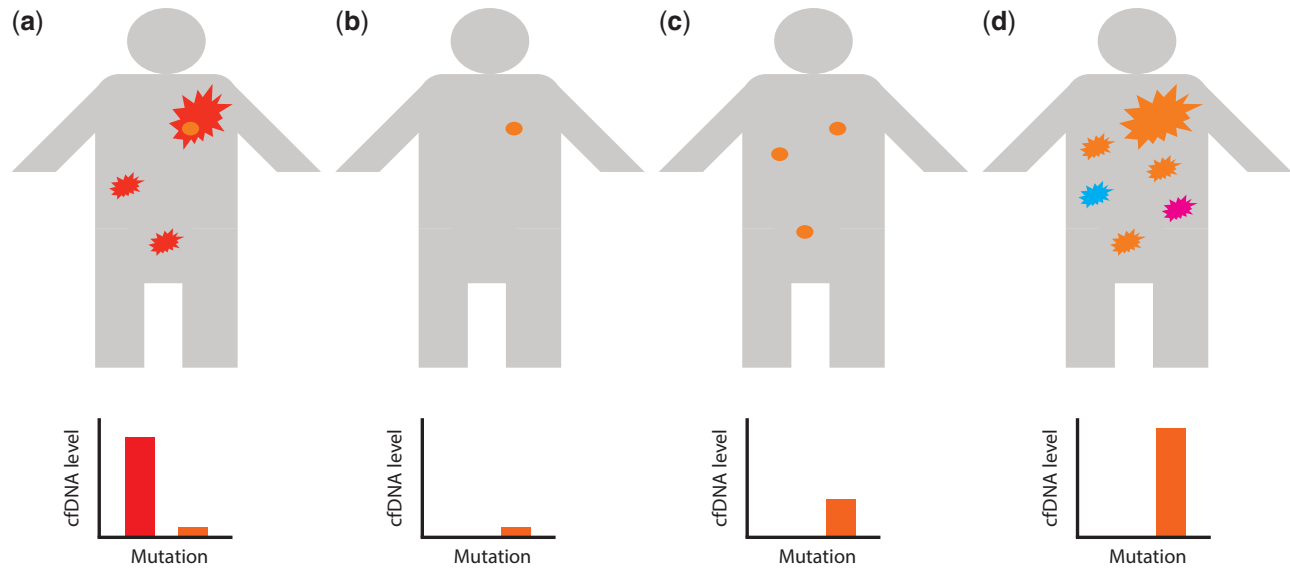 (a)
(b)
(c)
(d)
cfDNA level
Mutation
cfDNA level
Mutation
cfDNA level
Mutation
cfDNA level
Mutation